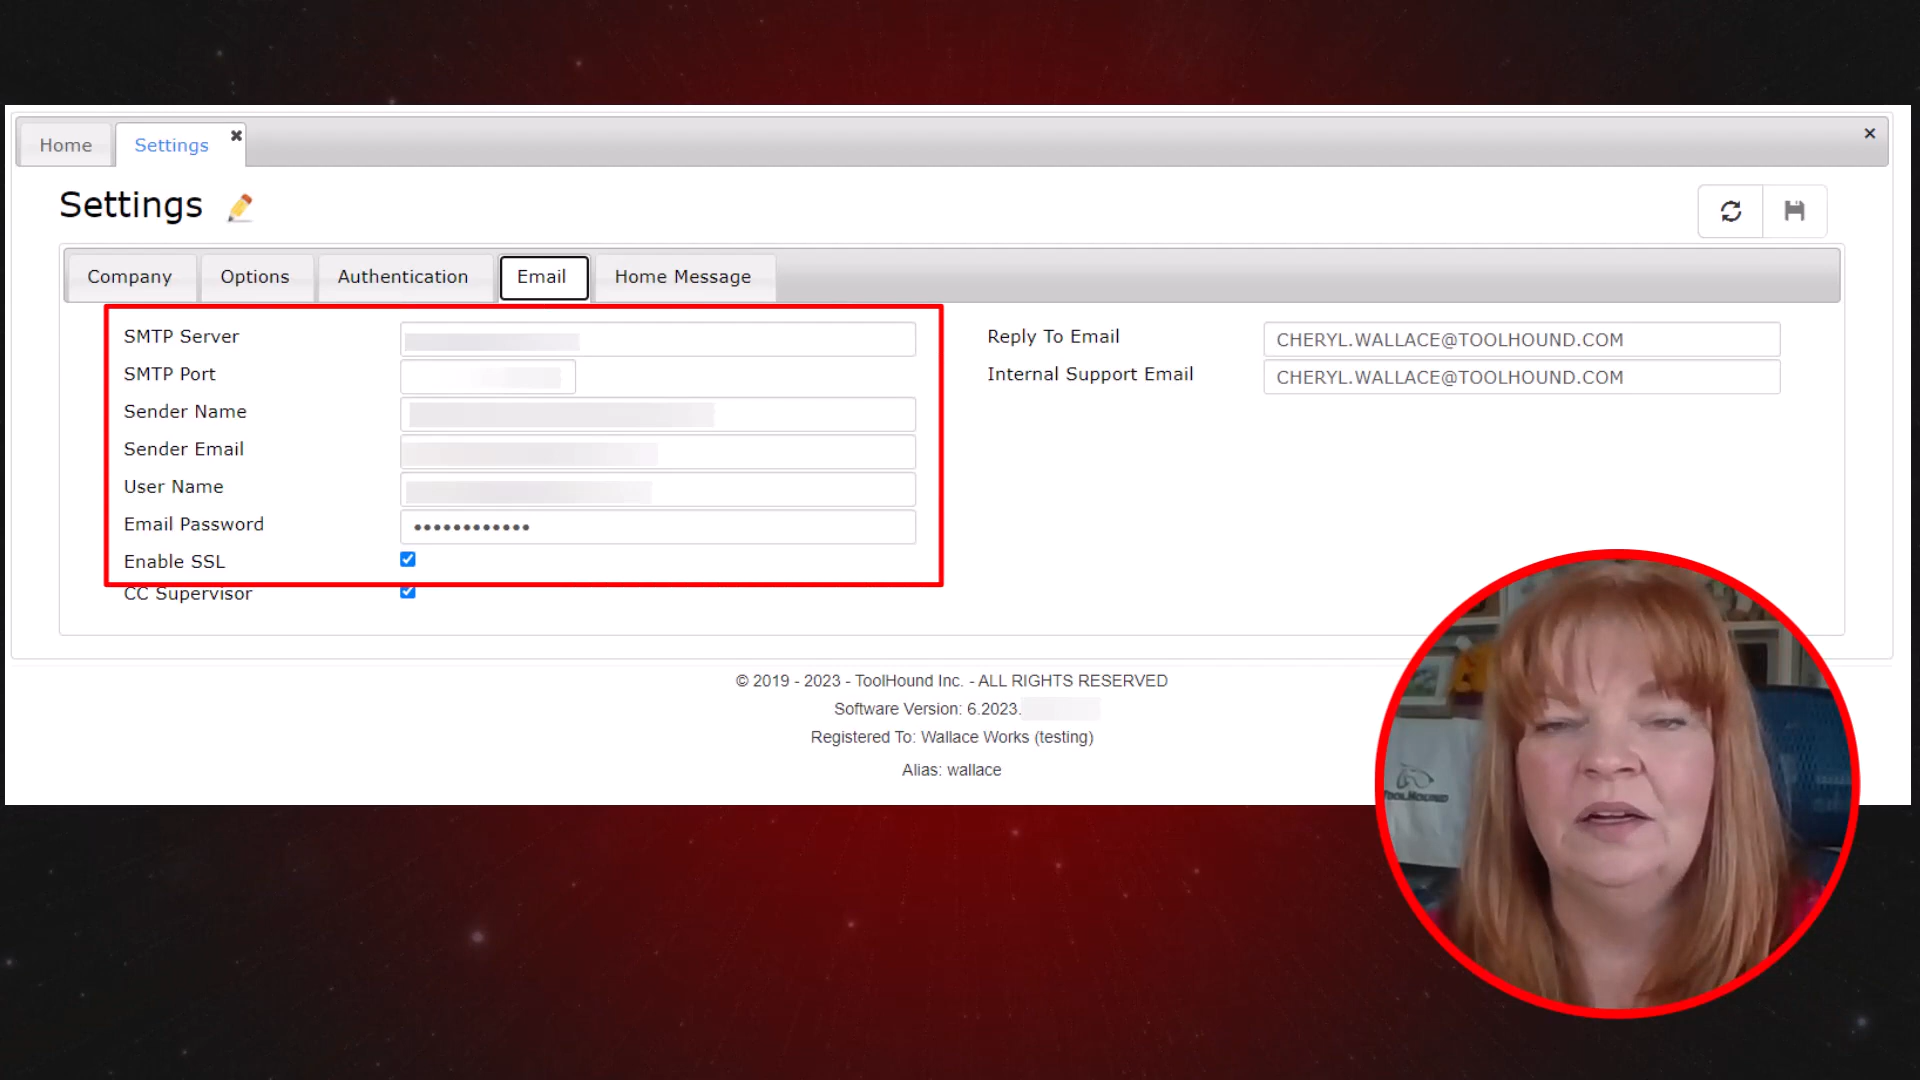 Home
Settings
Settings
Company
Options
Authentication
Email
Home Message
SMTP Server
SMTP Port
Sender Name
Sender Email
User Name
Email Password
Enable SSL
CC Supervisor
Reply To Email
CHERYL.WALLACE@TOOLHOUND.COM
Internal Support Email
CHERYL.WALLACE@TOOLHOUND.COM
© 2019 - 2023 - ToolHound Inc. - ALL RIGHTS RESERVED
Software Version: 6.2023.
Registered To: Wallace Works (testing)
Alias: wallace
TOOLHOUND